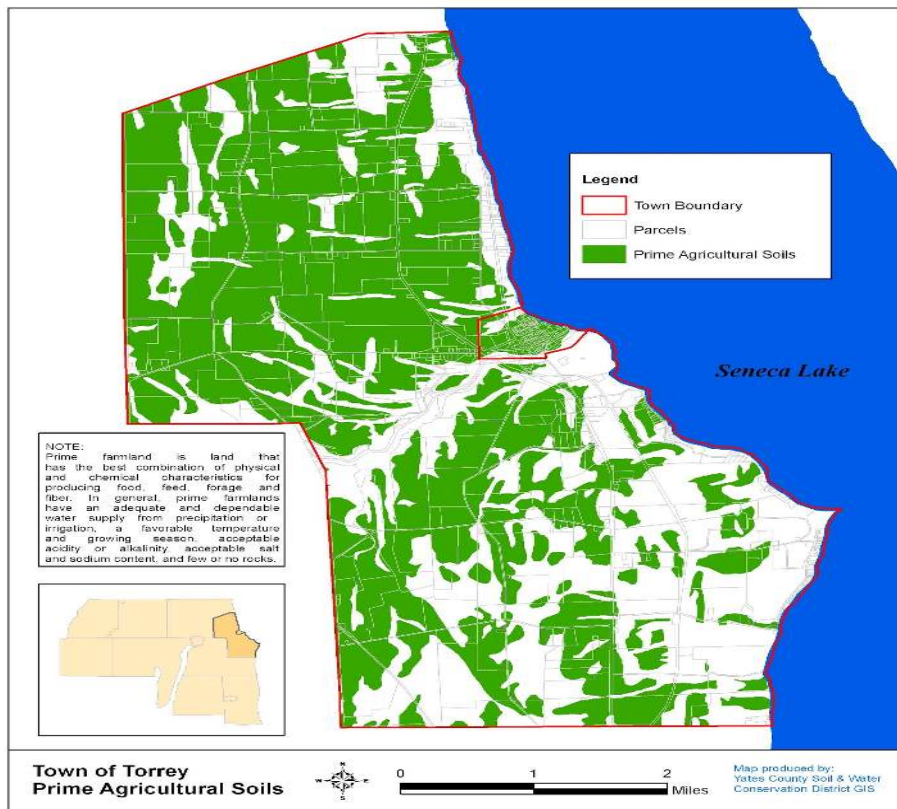 Legend
Town Boundary
Parcels
Prime Agricultural Soils
Seneca Lake
NOTE:
Prime farmland is land that
has the best combination of physical
and chemical characteristics for
producing food, feed, forage and
fiber. In general, prime farmlands
have an adequate and dependable
water supply from precipitation or
irrigation, a favorable temperature
and growing season, acceptable
acidity or alkalinity, acceptable salt
and sodium content, and few or no rocks.
Town of Torrey
Prime Agricultural Soils
N
W
E
S
0 1 2
Miles
Map produced by:
Yates County Soil & Water
Conservation District GIS